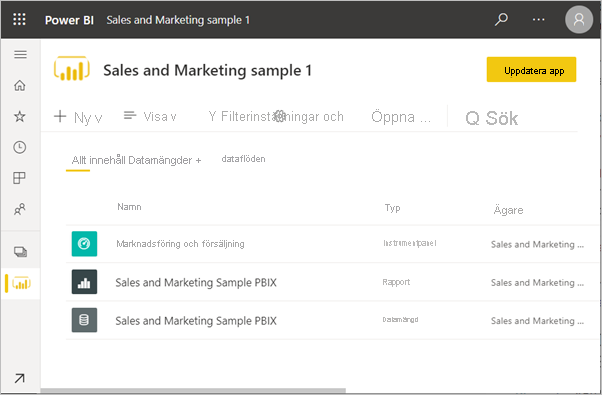 Power BI Sales and Marketing sample 1
Sales and Marketing sample 1
Uppdatera app
Ny v Visa v Y Filterinställningar och Öppna ... Q Sök
Allt innehåll Datamängder + dataflöden
Namn Typ Ägare
Marknadsföring och försäljning Instrumentpanel Sales and Marketing ...
Sales and Marketing Sample PBIX Rapport Sales and Marketing ...
Sales and Marketing Sample PBIX Datamängd Sales and Marketing ...